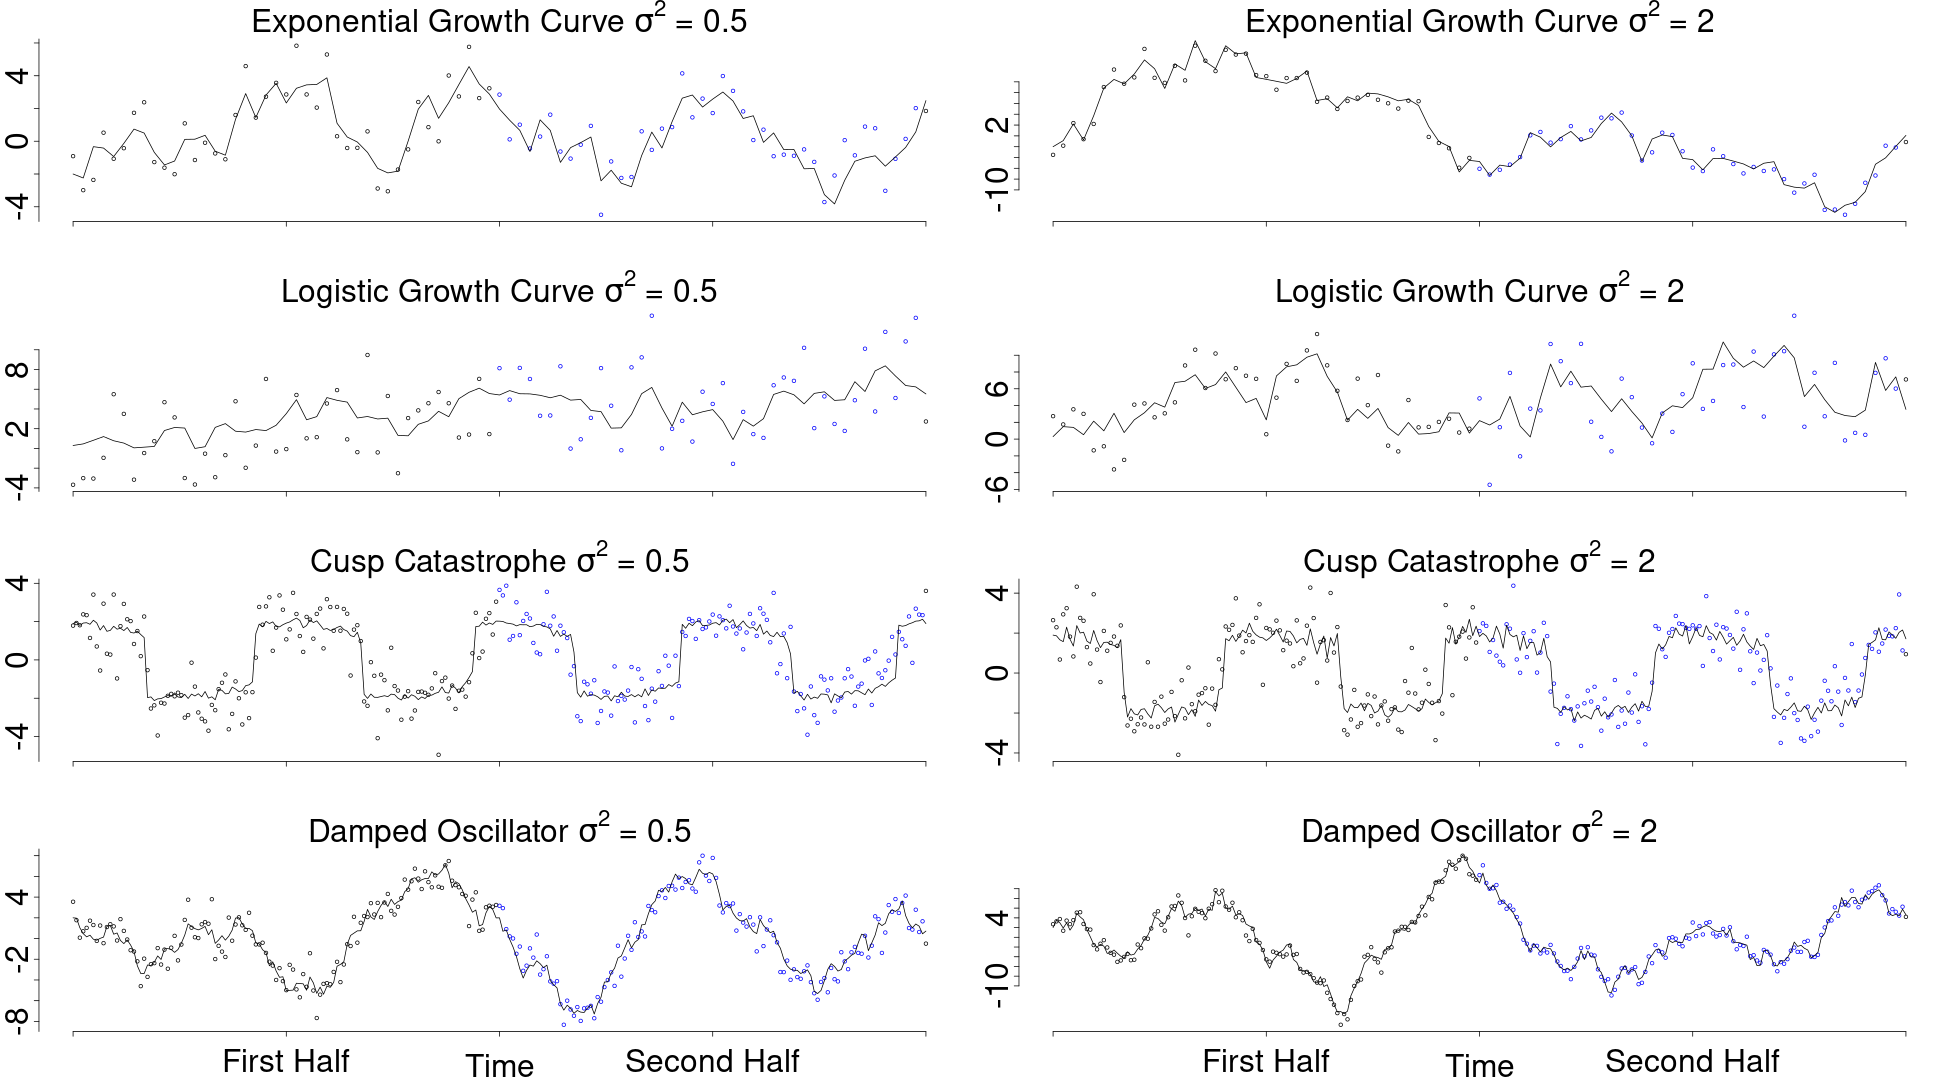 Exponential Growth Curve σ² = 0.5
4
0
-4
Exponential Growth Curve σ² = 2
2
-10
Logistic Growth Curve σ² = 0.5
8
2
-4
Logistic Growth Curve σ² = 2
6
0
-6
Cusp Catastrophe σ² = 0.5
4
0
-4
Cusp Catastrophe σ² = 2
4
0
-4
Damped Oscillator σ² = 0.5
4
-2
-8
Damped Oscillator σ² = 2
4
-10
First Half Time Second Half
First Half Time Second Half